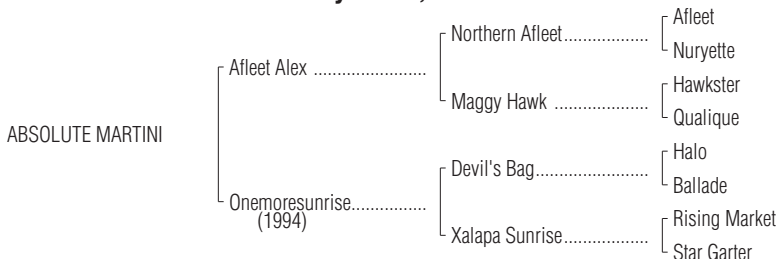 Afleet
Northern Afleet....................
Nuryette
Afleet Alex ........................
Hawkster
Maggy Hawk ......................
Qualique
ABSOLUTE MARTINI
Halo
Devil's Bag...........................
Ballade
Onemoresunrise................
(1994)
Rising Market
Xalapa Sunrise....................
Star Garter